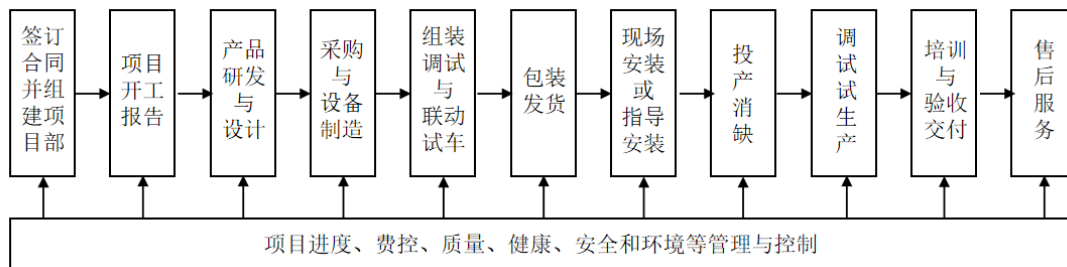 签订
合同
并组
建项
目部
项目
开工
报告
产品
研发
与
设计
采购
与
设备
制造
组装
调试
与
联动
试车
包装
发货
现场
安装
或
指导
安装
投
产
消
缺
调
试
试
生
产
培训
与
验收
交付
售
后
服
务
项目进度、费控、质量、健康、安全和环境等管理与控制